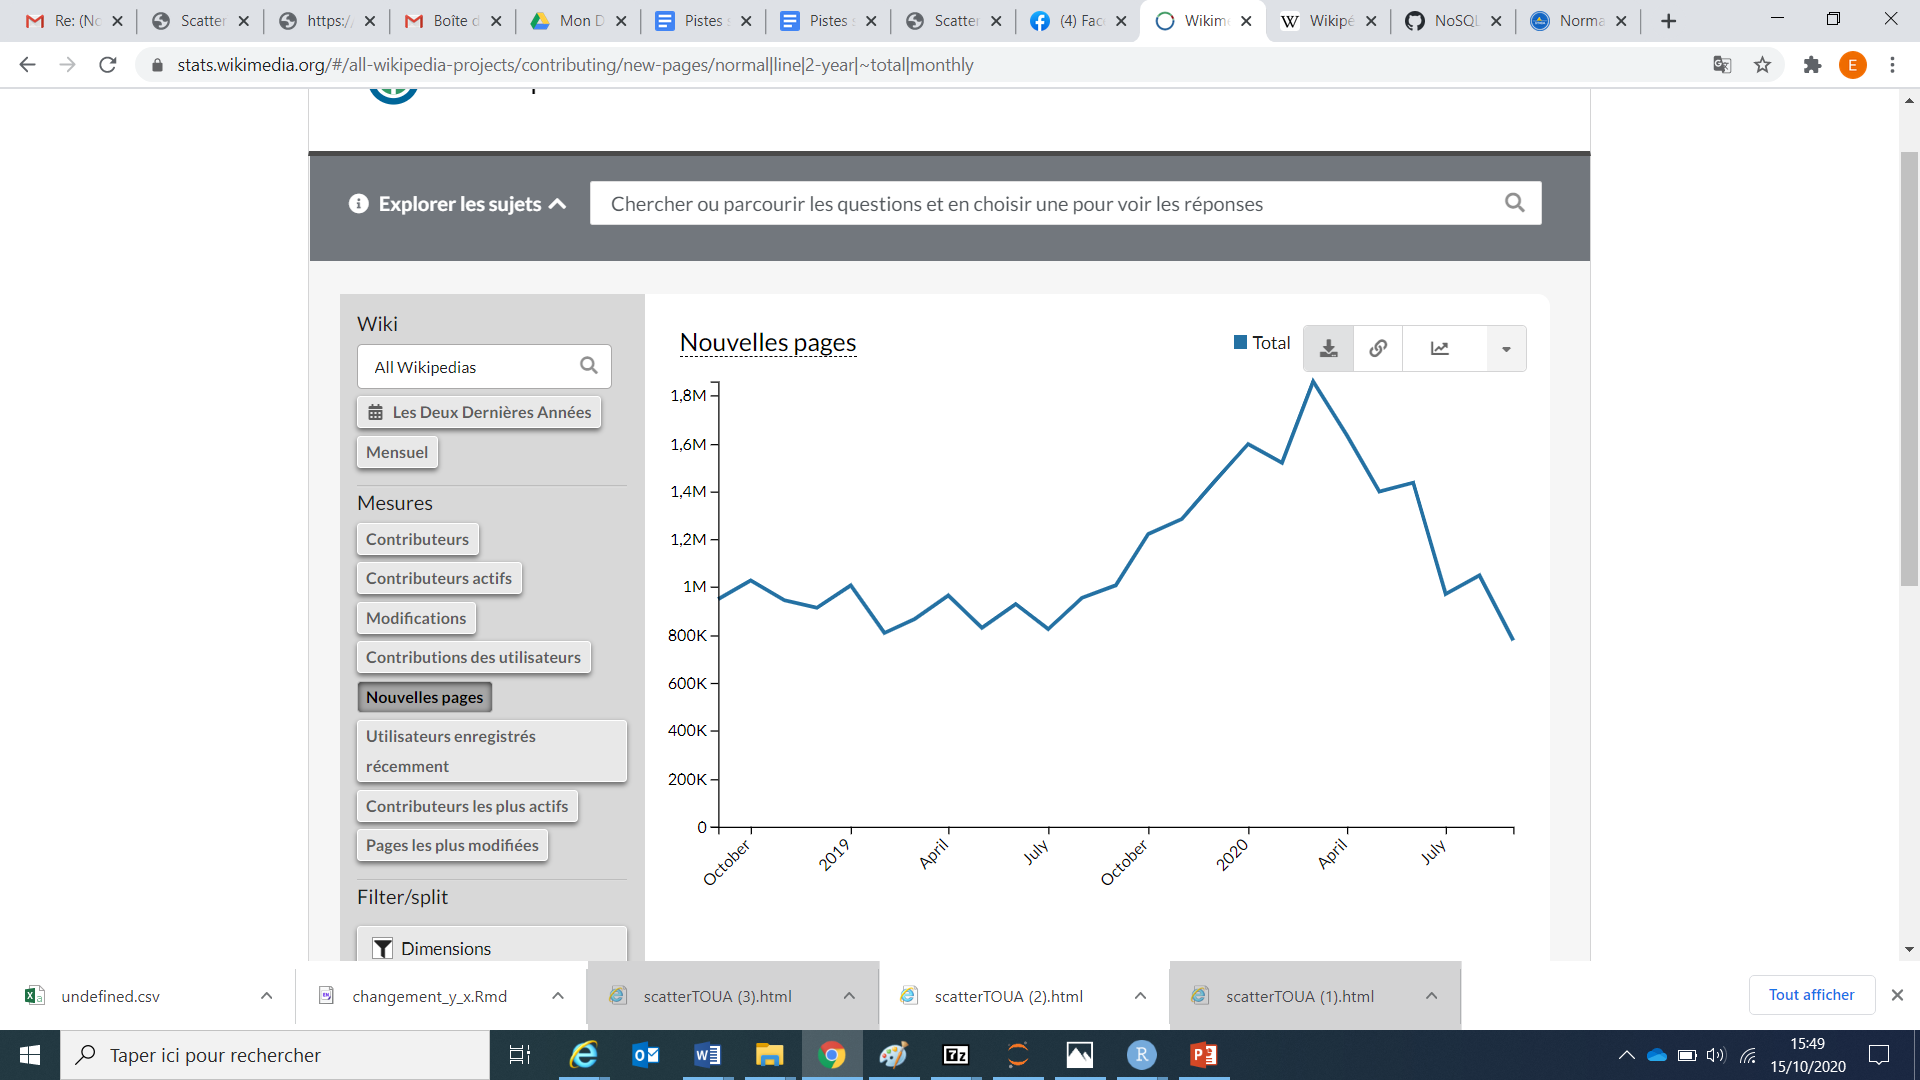 Re: (No
Scatter
https:/
Boîte d
Mon D
Pistes
Pistes
Scatter
(4) Fac
Wikim
Wikipé
NoSQL
Norma
stats.wikimedia.org/#/all-wikipedia-projects/contributing/new-pages/normal|line|2-year|~total|monthly
E
Explorer les sujets
Chercher ou parcourir les questions et en choisir une pour voir les réponses
Wiki
All Wikipedias
Les Deux Dernières Années
Mensuel
Mesures
Contributeurs
Contributeurs actifs
Modifications
Contributions des utilisateurs
Nouvelles pages
Utilisateurs enregistrés
récemment
Contributeurs les plus actifs
Pages les plus modifiées
Filter/split
Dimensions
Nouvelles pages
Total
1,8M
1,6M
1,4M
1,2M
1M
800K
600K
400K
200K
0
October
2019
April
July
October
2020
April
July
undefined.csv
changement_y_x.Rmd
scatterTOUA (3).html
scatterTOUA (2).html
scatterTOUA (1).html
Tout afficher
Taper ici pour rechercher
15:49
15/10/2020